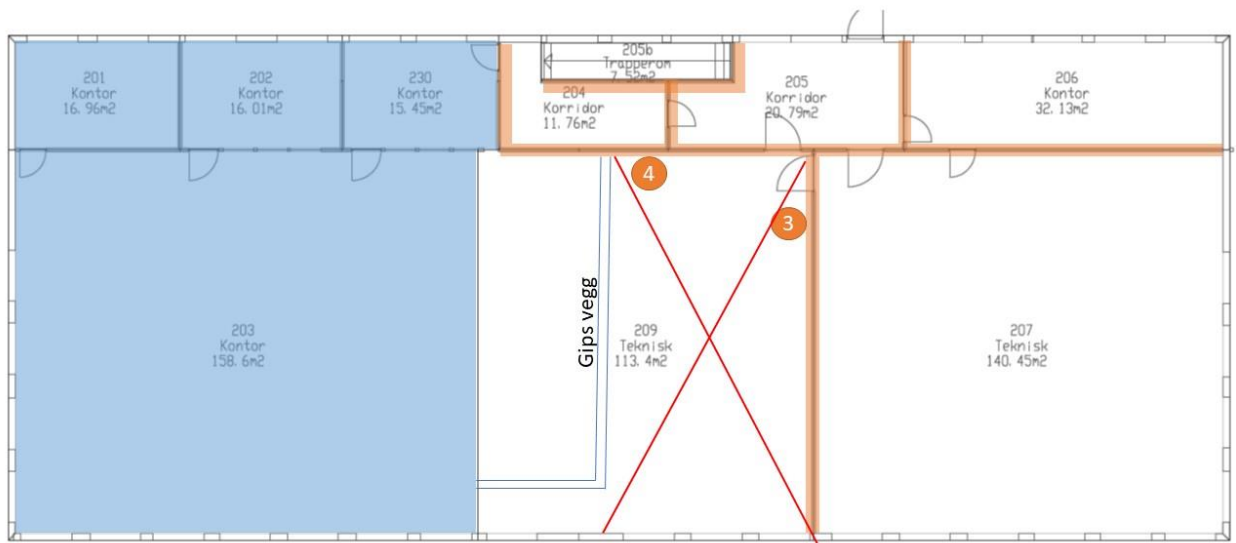 201
Kontor
16.96m2
202
Kontor
16.01m2
230
Kontor
15.45m2
205b
Trapperom
7.52m2
204
Korridor
11.76m2
205
Korridor
20.79m2
206
Kontor
32.13m2
4
3
Gips vegg
203
Kontor
158.6m2
209
Teknisk
113.4m2
207
Teknisk
140.45m2